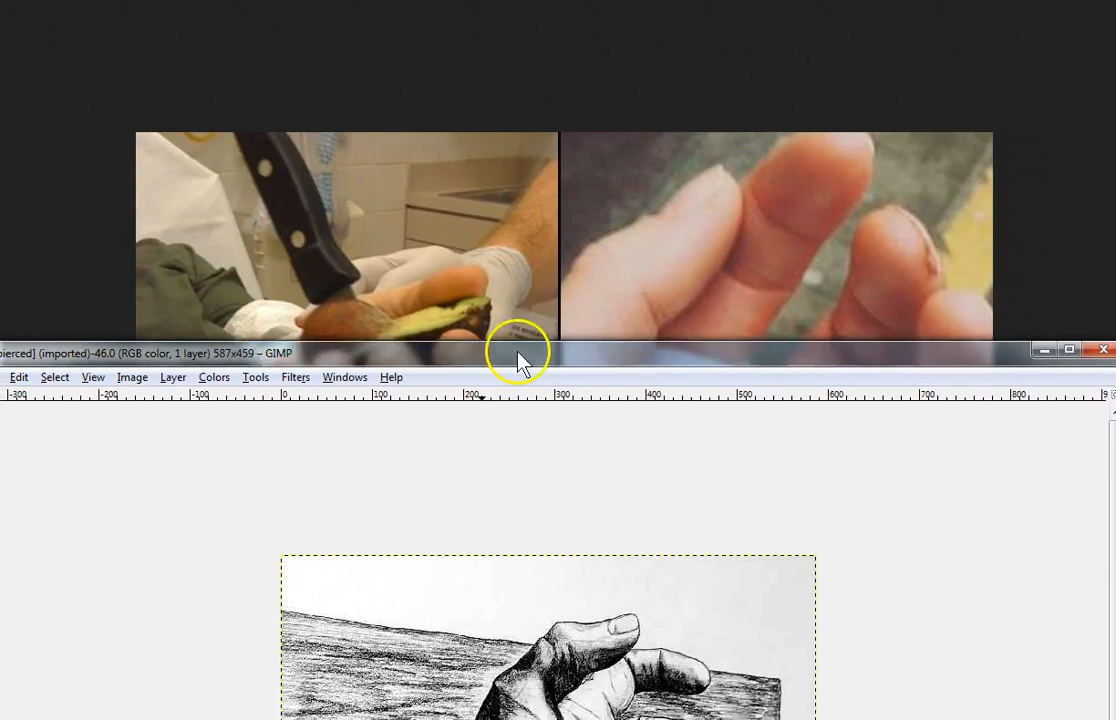 pierced] (imported)-46.0 (RGB color, 1 layer) 587x459 – GIMP
Edit Select View Image Layer Colors Tools Filters Windows Help
-300 -200 -100 0 100 200 300 400 500 600 700 800 9